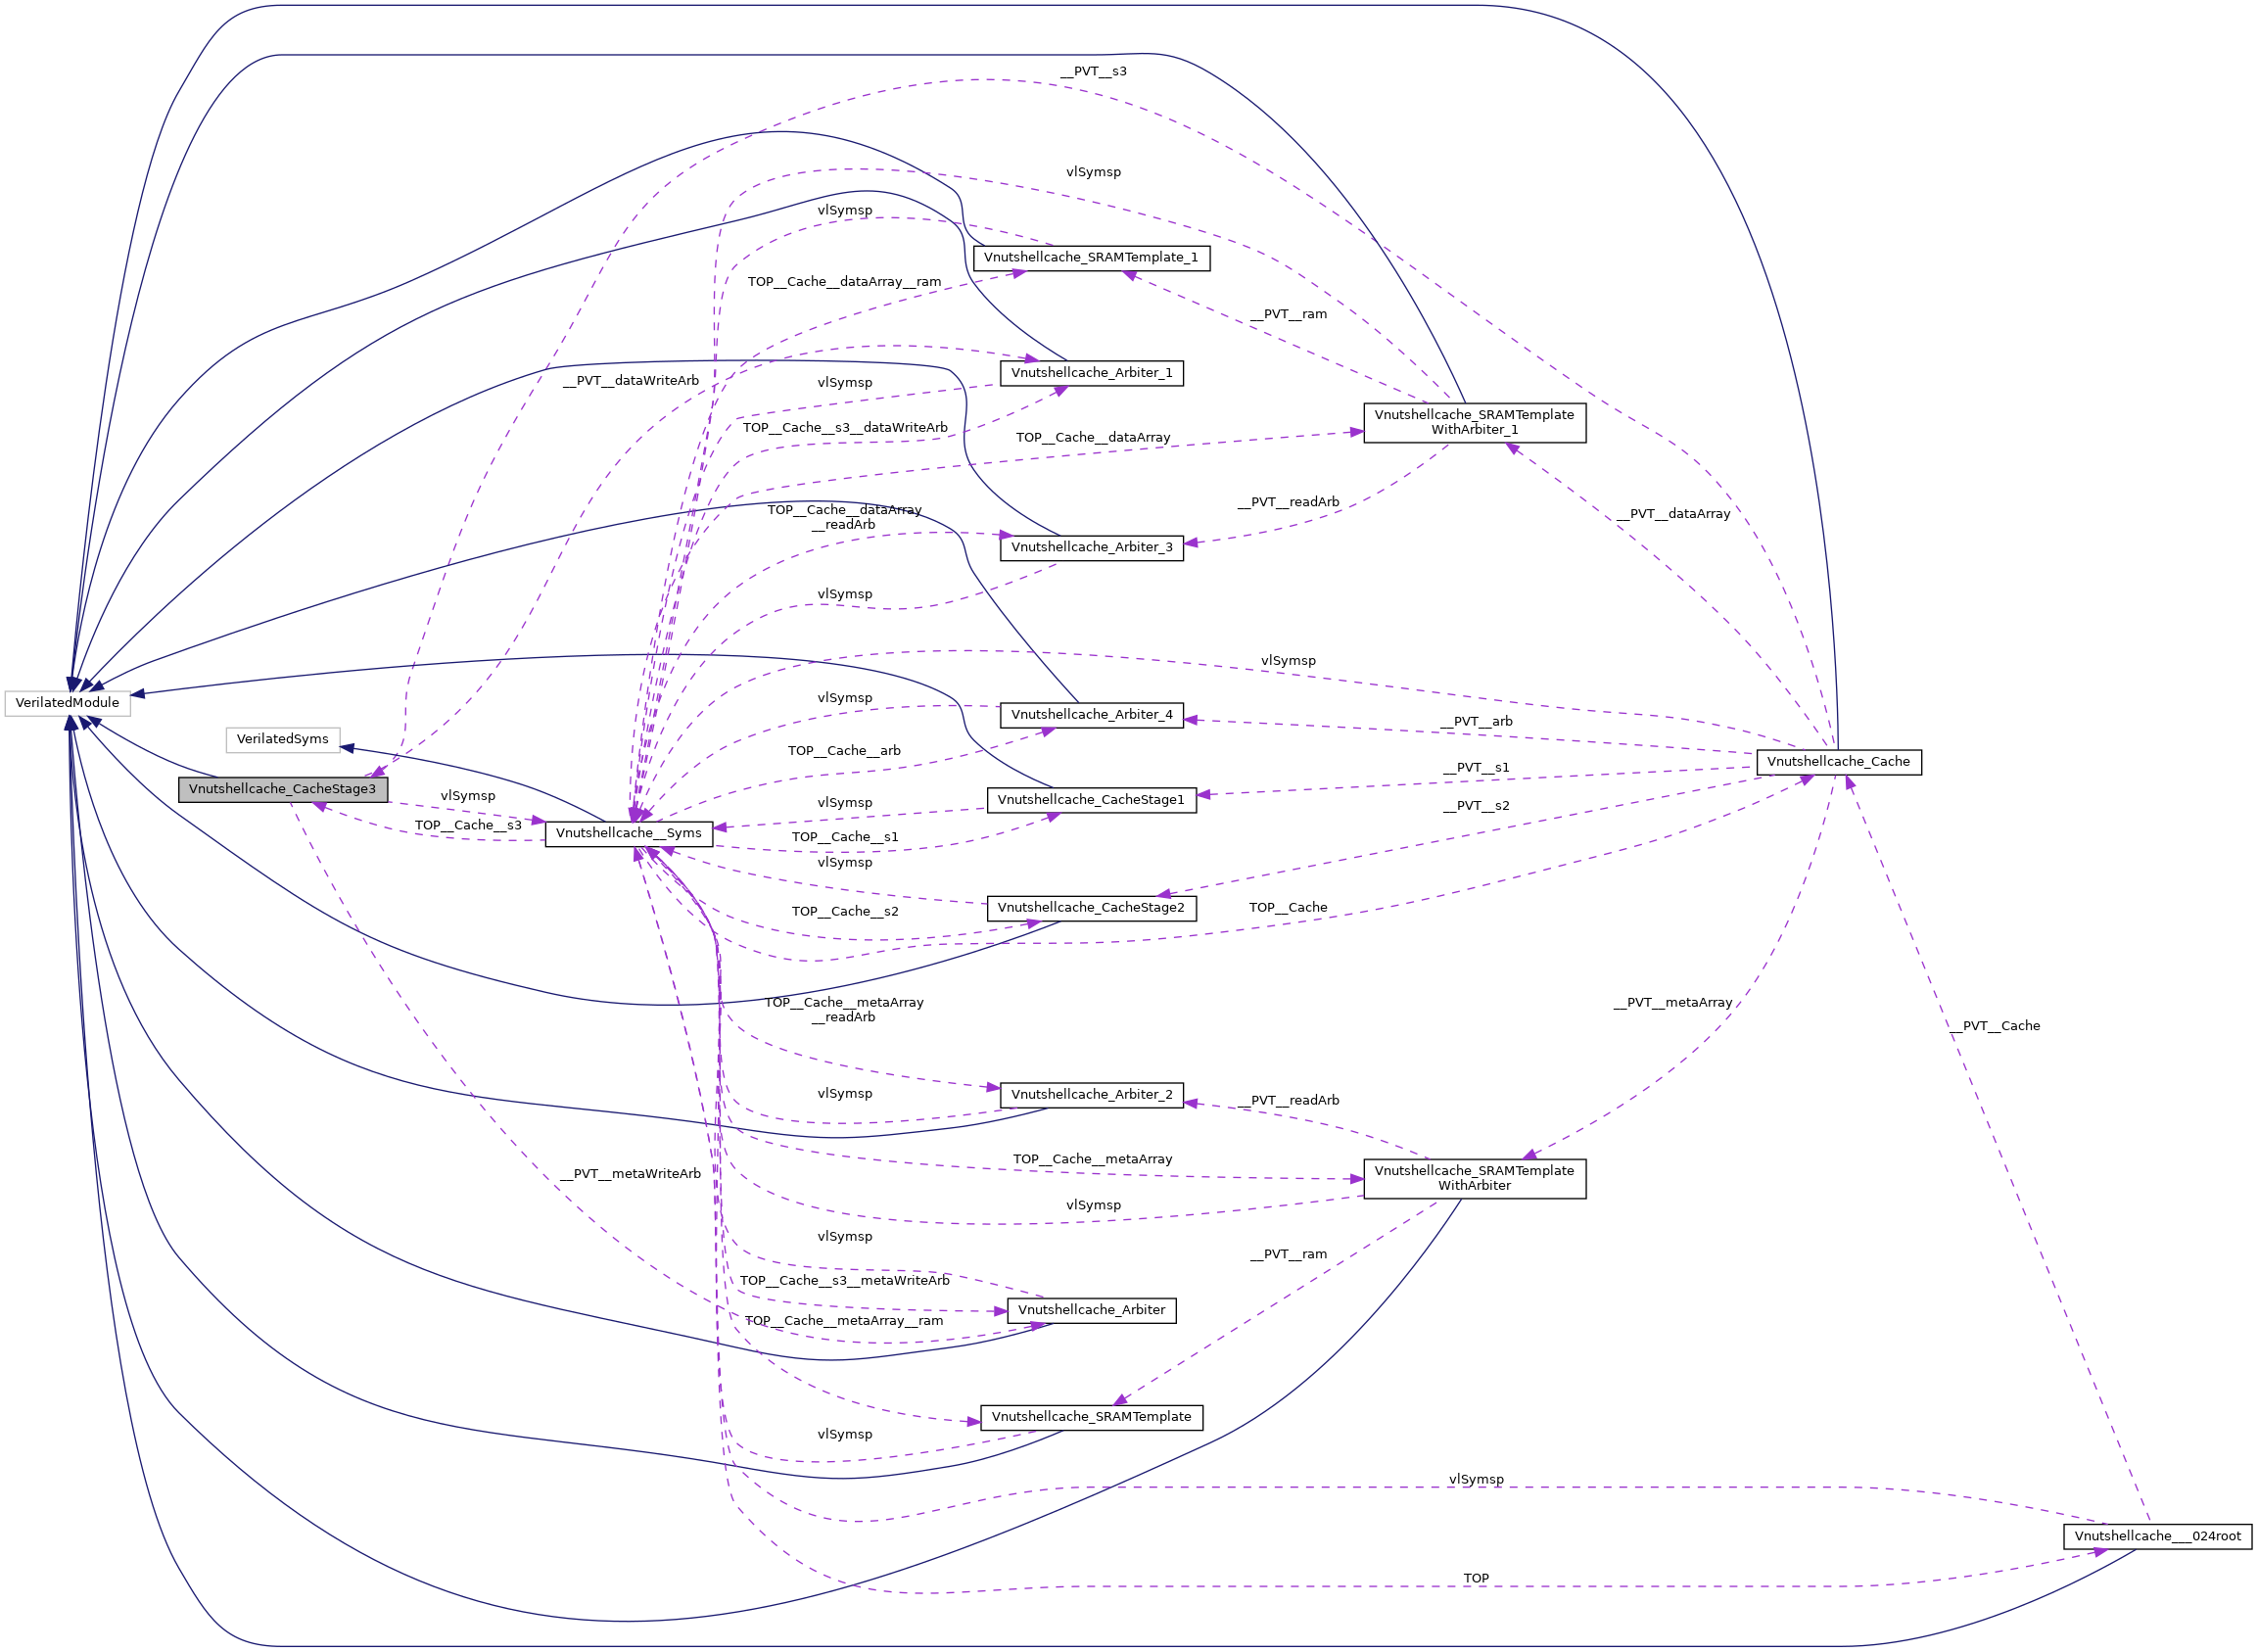 __PVT__s3
vlSymsp
vlSymsp
Vnutshellcache_SRAMTemplate_1
TOP__Cache__dataArray__ram
__PVT__ram
Vnutshellcache_Arbiter_1
__PVT__dataWriteArb
vlSymsp
Vnutshellcache_SRAMTemplate
WithArbiter_1
TOP__Cache__s3__dataWriteArb
TOP__Cache__dataArray
__PVT__readArb
TOP__Cache__dataArray
__readArb
__PVT__dataArray
Vnutshellcache_Arbiter_3
vlSymsp
vlSymsp
vlSymsp
VerilatedModule
Vnutshellcache_Arbiter_4
__PVT__arb
VerilatedSyms
TOP__Cache__arb
Vnutshellcache_Cache
__PVT__s1
Vnutshellcache_CacheStage3
vlSymsp
Vnutshellcache_CacheStage1
vlSymsp
__PVT__s2
TOP__Cache__s3
Vnutshellcache__Syms
TOP__Cache__s1
vlSymsp
Vnutshellcache_CacheStage2
TOP__Cache__s2
TOP__Cache
TOP__Cache__metaArray
__readArb
__PVT__metaArray
__PVT__Cache
Vnutshellcache_Arbiter_2
vlSymsp
__PVT__readArb
TOP__Cache__metaArray
Vnutshellcache_SRAMTemplate
WithArbiter
__PVT__metaWriteArb
vlSymsp
vlSymsp
__PVT__ram
TOP__Cache__s3__metaWriteArb
Vnutshellcache_Arbiter
TOP__Cache__metaArray__ram
Vnutshellcache_SRAMTemplate
vlSymsp
vlSymsp
Vnutshellcache___024root
TOP